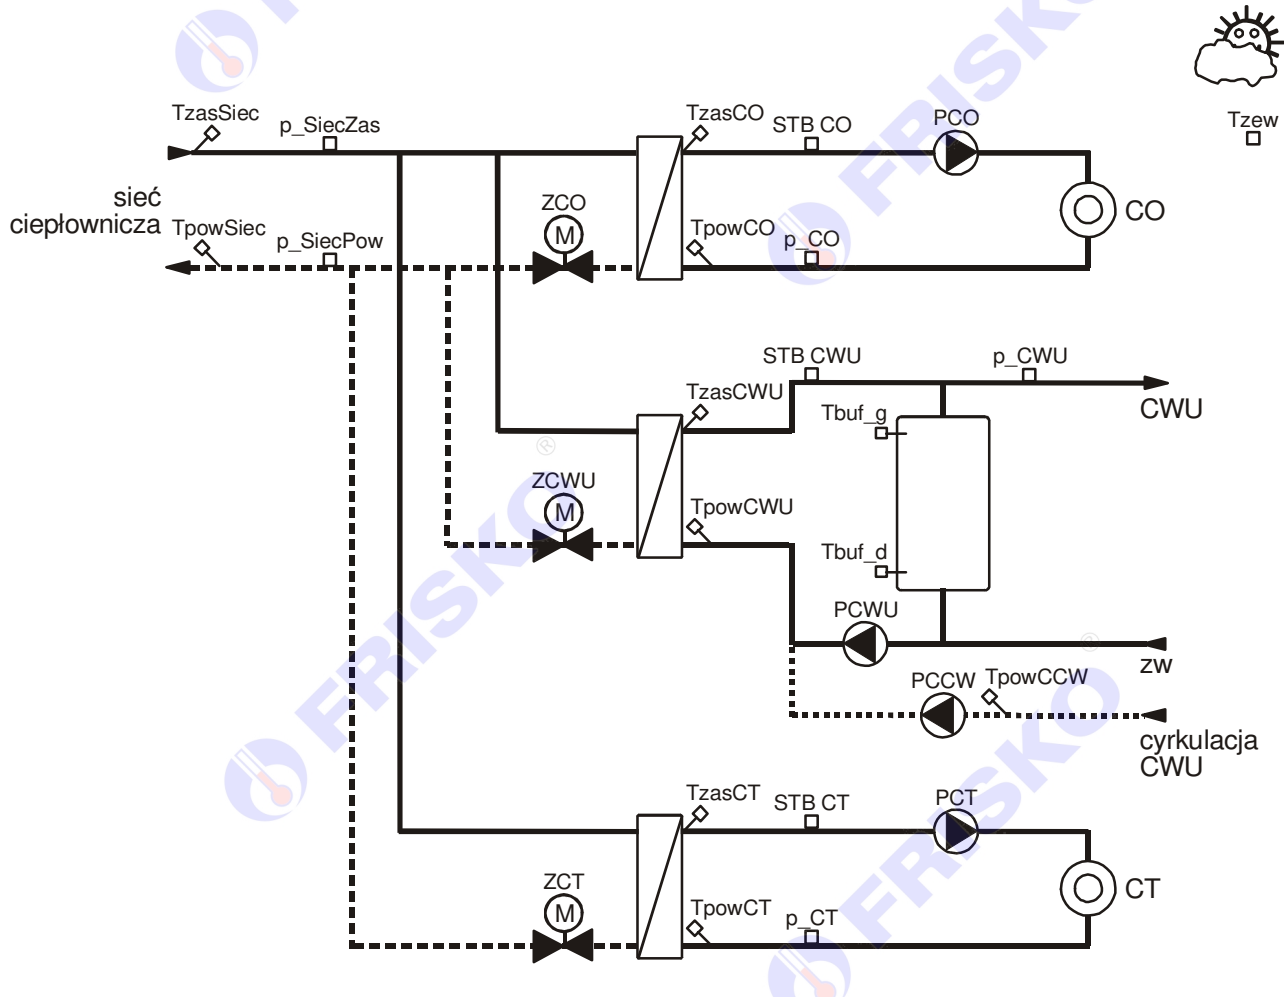 FRISKO
FRISKO
TzasSiec
p_SiecZas
TzasCO
STB CO
PCO
Tzew
sieć
ciepłownicza
TpowSiec
p_SiecPow
ZCO
M
TpowCO
p_CO
CO
STB CWU
p_CWU
TzasCWU
Tbuf_g
CWU
®
ZCWU
M
TpowCWU
FRISKO
Tbuf_d
PCWU
®
zw
PCCW
TpowCCW
cyrkulacja
CWU
FRISKO
TzasCT
STB CT
PCT
ZCT
M
TpowCT
p_CT
CT